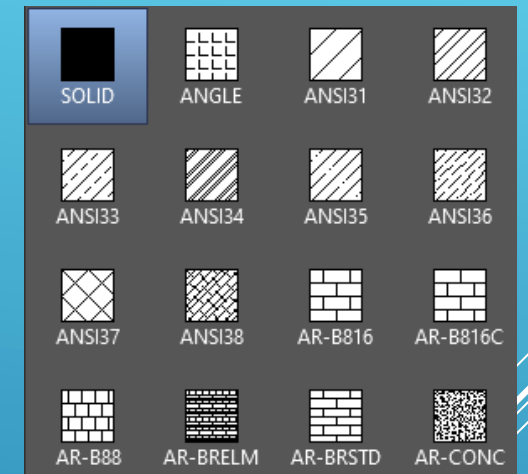 SOLID ANGLE ANSI31 ANSI32
ANSI33 ANSI34 ANSI35 ANSI36
ANSI37 ANSI38 AR-B816 AR-B816C
AR-B88 AR-BRELM AR-BRSTD AR-CONC